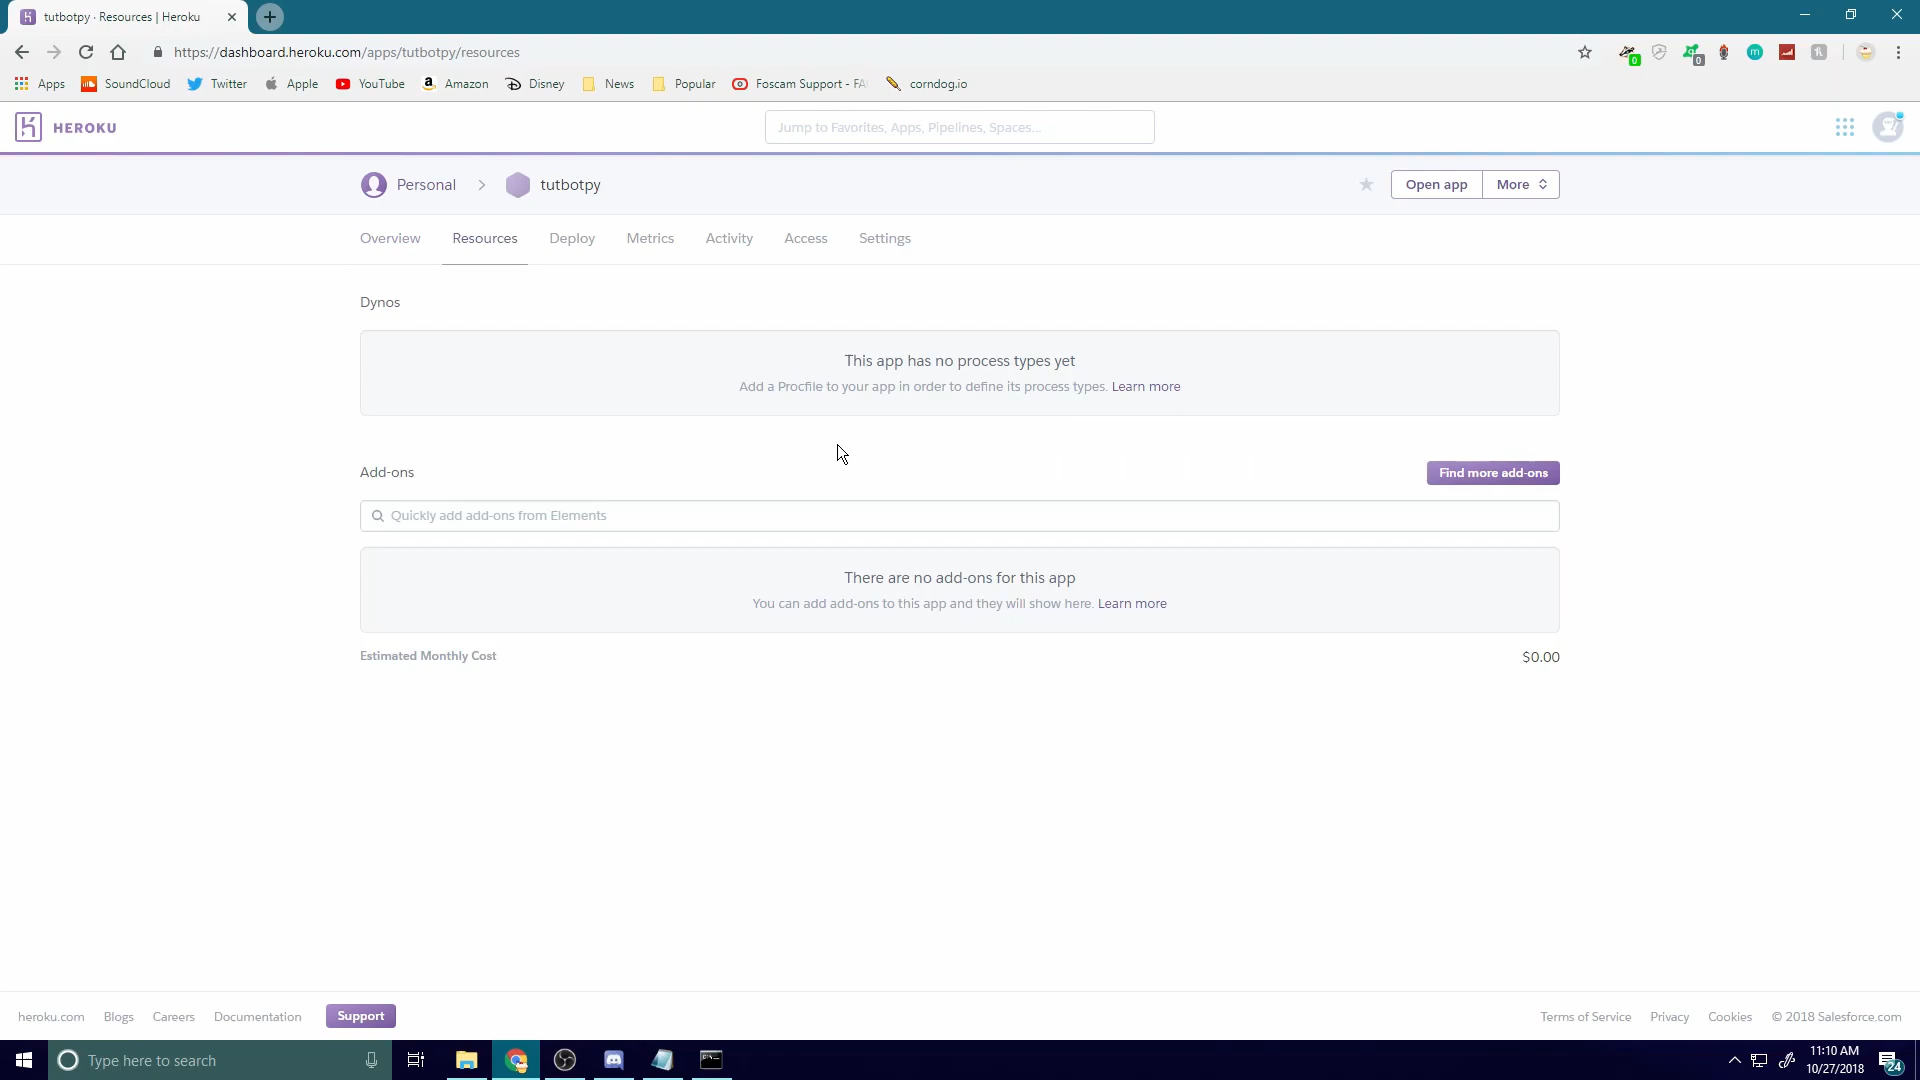 tutbotpy · Resources | Heroku
https://dashboard.heroku.com/apps/tutbotpy/resources
0
0
Apps
SoundCloud
Twitter
Apple
YouTube
Amazon
Disney
News
Popular
Foscam Support - FA
corndog.io
HEROKU
Jump to Favorites, Apps, Pipelines, Spaces...
Personal > tutbotpy
Open app
More
Overview
Resources
Deploy
Metrics
Activity
Access
Settings
Dynos
This app has no process types yet
Add a Procfile to your app in order to define its process types. Learn more
Add-ons
Find more add-ons
Quickly add add-ons from Elements
There are no add-ons for this app
You can add add-ons to this app and they will show here. Learn more
Estimated Monthly Cost
$0.00
heroku.com
Blogs
Careers
Documentation
Support
Terms of Service
Privacy
Cookies
© 2018 Salesforce.com
Type here to search
11:10 AM
10/27/2018
24